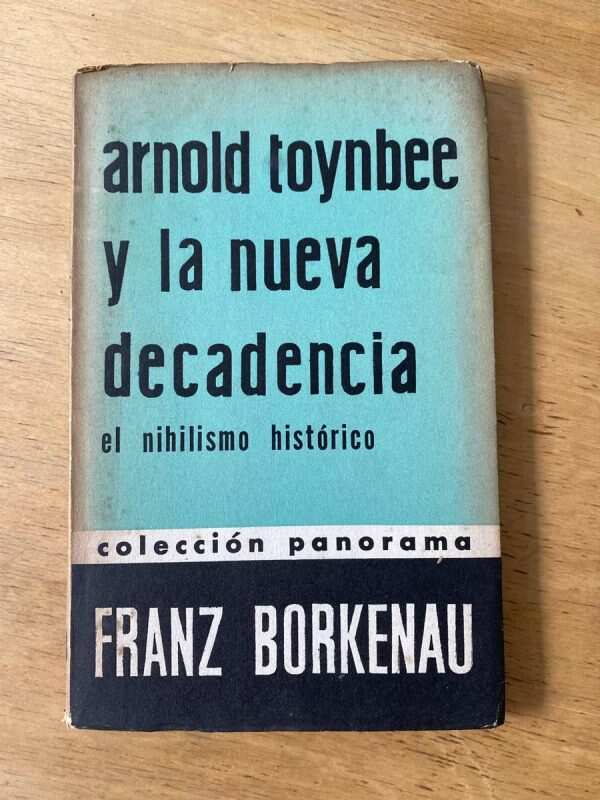 arnold toynbee
y la nueva
decadencia
el nihilismo histórico
colección panorama
FRANZ BORKENAU